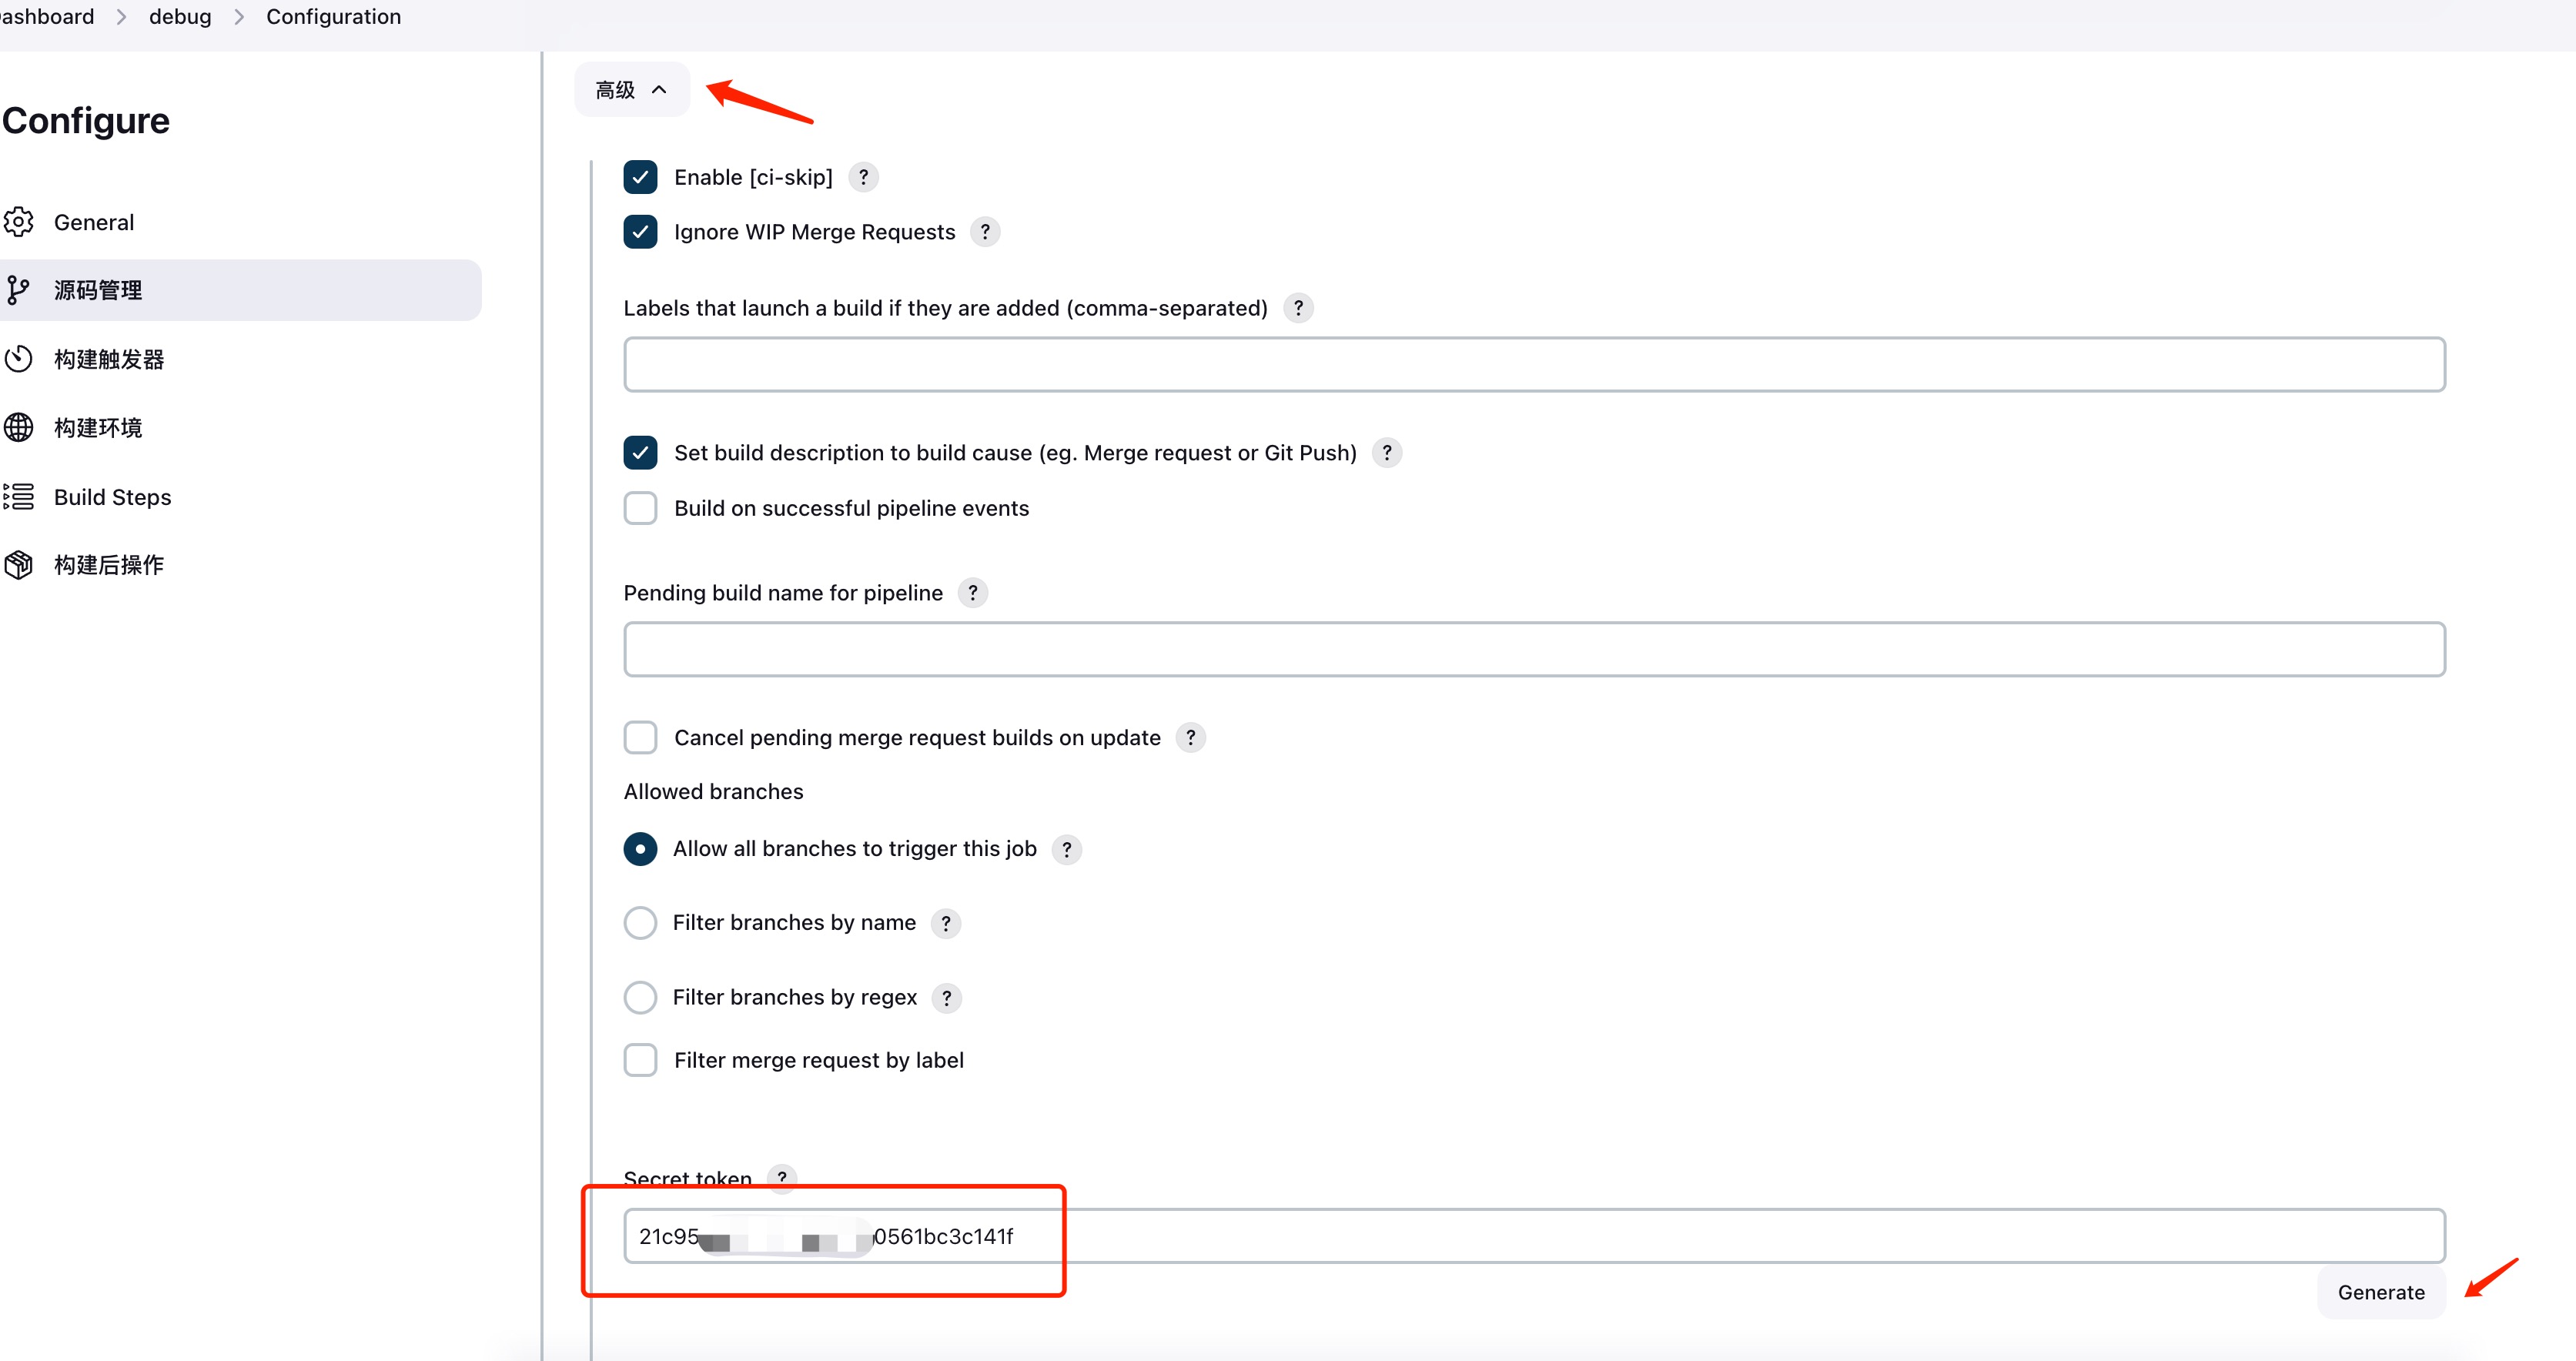 ashboard > debug > Configuration
Configure
General
源码管理
构建触发器
构建环境
Build Steps
构建后操作
高级
Enable [ci-skip] ?
Ignore WIP Merge Requests ?
Labels that launch a build if they are added (comma-separated) ?
Set build description to build cause (eg. Merge request or Git Push) ?
Build on successful pipeline events
Pending build name for pipeline ?
Cancel pending merge request builds on update ?
Allowed branches
Allow all branches to trigger this job ?
Filter branches by name ?
Filter branches by regex ?
Filter merge request by label
Secret token ?
21c95 0561bc3c141f
Generate